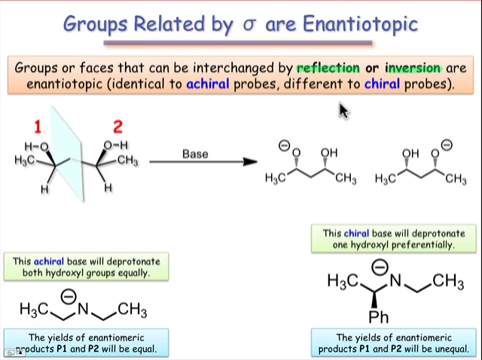 Groups Related by σ are Enantiotopic
Groups or faces that can be interchanged by reflection or inversion are
enantiotopic (identical to achiral probes, different to chiral probes).
1 2
H-O O-H
H₃C CH₃
H H
Base
⊖O OH
H₃C CH₃
OH O⊖
H₃C CH₃
This achiral base will deprotonate
both hydroxyl groups equally.
H₃C ⊖N CH₃
The yields of enantiomeric
products P1 and P2 will be equal.
This chiral base will deprotonate
one hydroxyl preferentially.
H₃C ⊖N CH₃
Ph
The yields of enantiomeric
products P1 and P2 will be unequal.